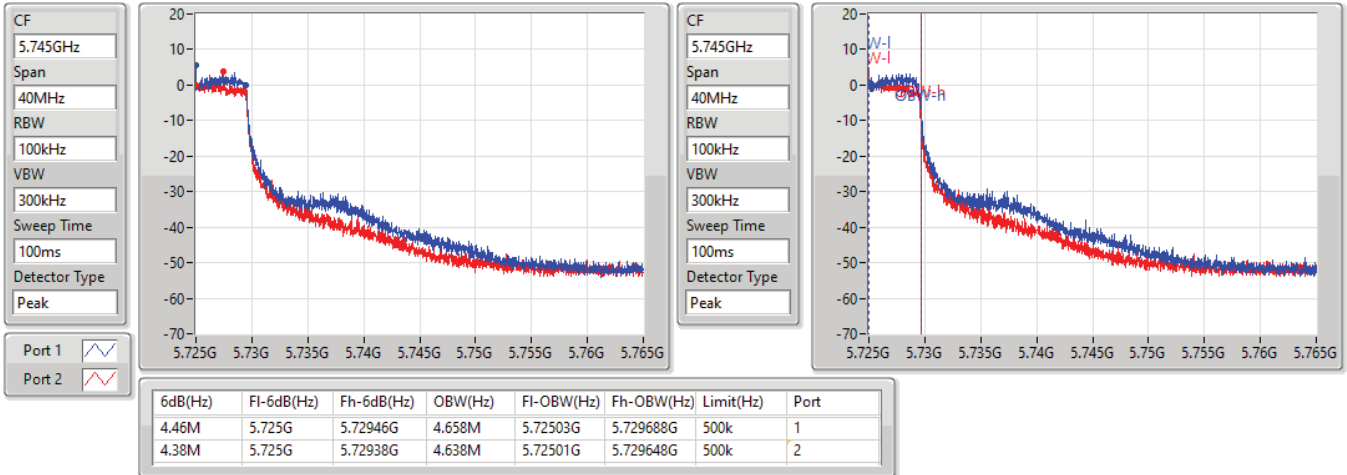 CF
5.745GHz
Span
40MHz
RBW
100kHz
VBW
300kHz
Sweep Time
100ms
Detector Type
Peak
Port 1
Port 2
20
10
0
-10
-20
-30
-40
-50
-60
-70
5.725G 5.73G 5.735G 5.74G 5.745G 5.75G 5.755G 5.76G 5.765G
CF
5.745GHz
Span
40MHz
RBW
100kHz
VBW
300kHz
Sweep Time
100ms
Detector Type
Peak
20
10
0
-10
-20
-30
-40
-50
-60
-70
W-l
W-l
OBW-h
5.725G 5.73G 5.735G 5.74G 5.745G 5.75G 5.755G 5.76G 5.765G
6dB(Hz) Fl-6dB(Hz) Fh-6dB(Hz) OBW(Hz) Fl-OBW(Hz) Fh-OBW(Hz) Limit(Hz) Port
4.46M 5.725G 5.72946G 4.658M 5.72503G 5.729688G 500k 1
4.38M 5.725G 5.72938G 4.638M 5.72501G 5.729648G 500k 2